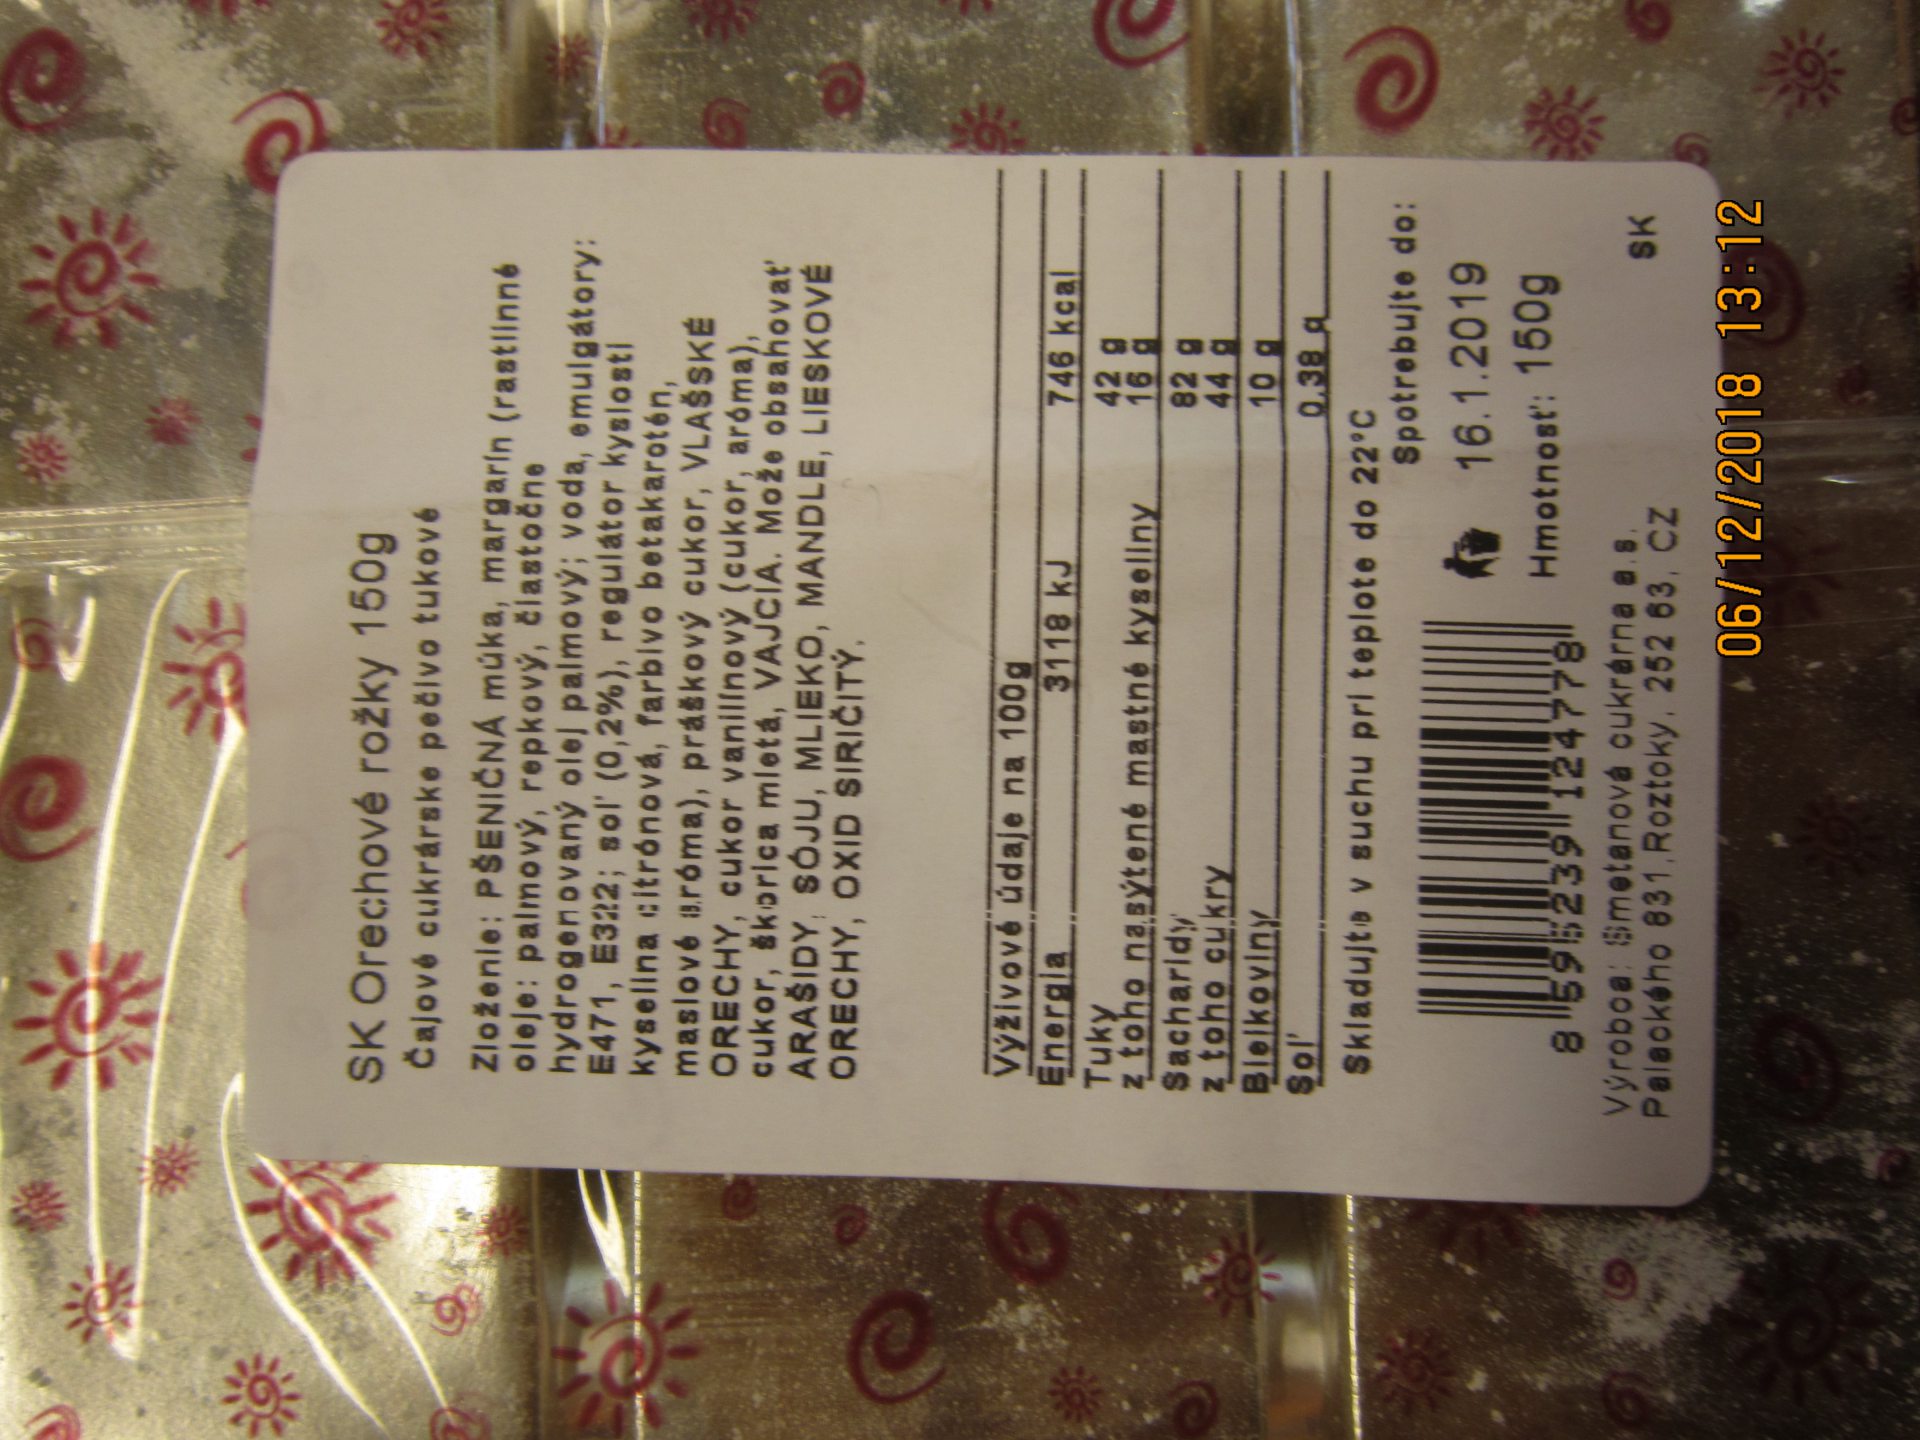 SK Orechové rožky 150g
Čajové cukrárske pečivo tukové
Zloženie: PŠENIČNÁ múka, margarín (rastlinné
oleje: palmový, repkový, čiastočne
hydrogenovaný olej palmový; voda, emulgátory:
E471, E322; soľ (0,2%), regulátor kyslosti
kyselina citrónová, farbivo betakarotén,
maslové aróma), práškový cukor, VLAŠSKÉ
ORECHY, cukor vanilínový (cukor, aróma),
cukor, škorica mletá, VAJCIA. Može obsahovať
ARAŠIDY, SÓJU, MLIEKO, MANDLE, LIESKOVÉ
ORECHY, OXID SIRIČITÝ.
Výživové údaje na 100g
Energia 3118 kJ 746 kcal
Tuky 42 g
z toho nasýtené mastné kyseliny 16 g
Sacharidy 82 g
z toho cukry 44 g
Bielkoviny 10 g
Soľ 0,38 g
Skladujte v suchu pri teplote do 22°C
Spotrebujte do:
16.1.2019
Hmotnosť: 150g
8 595239 124778
Výroboa: Smetanová cukrárna a.s.
Palackého 831,Roztoky, 252 63, CZ
SK
06/12/2018 13:12